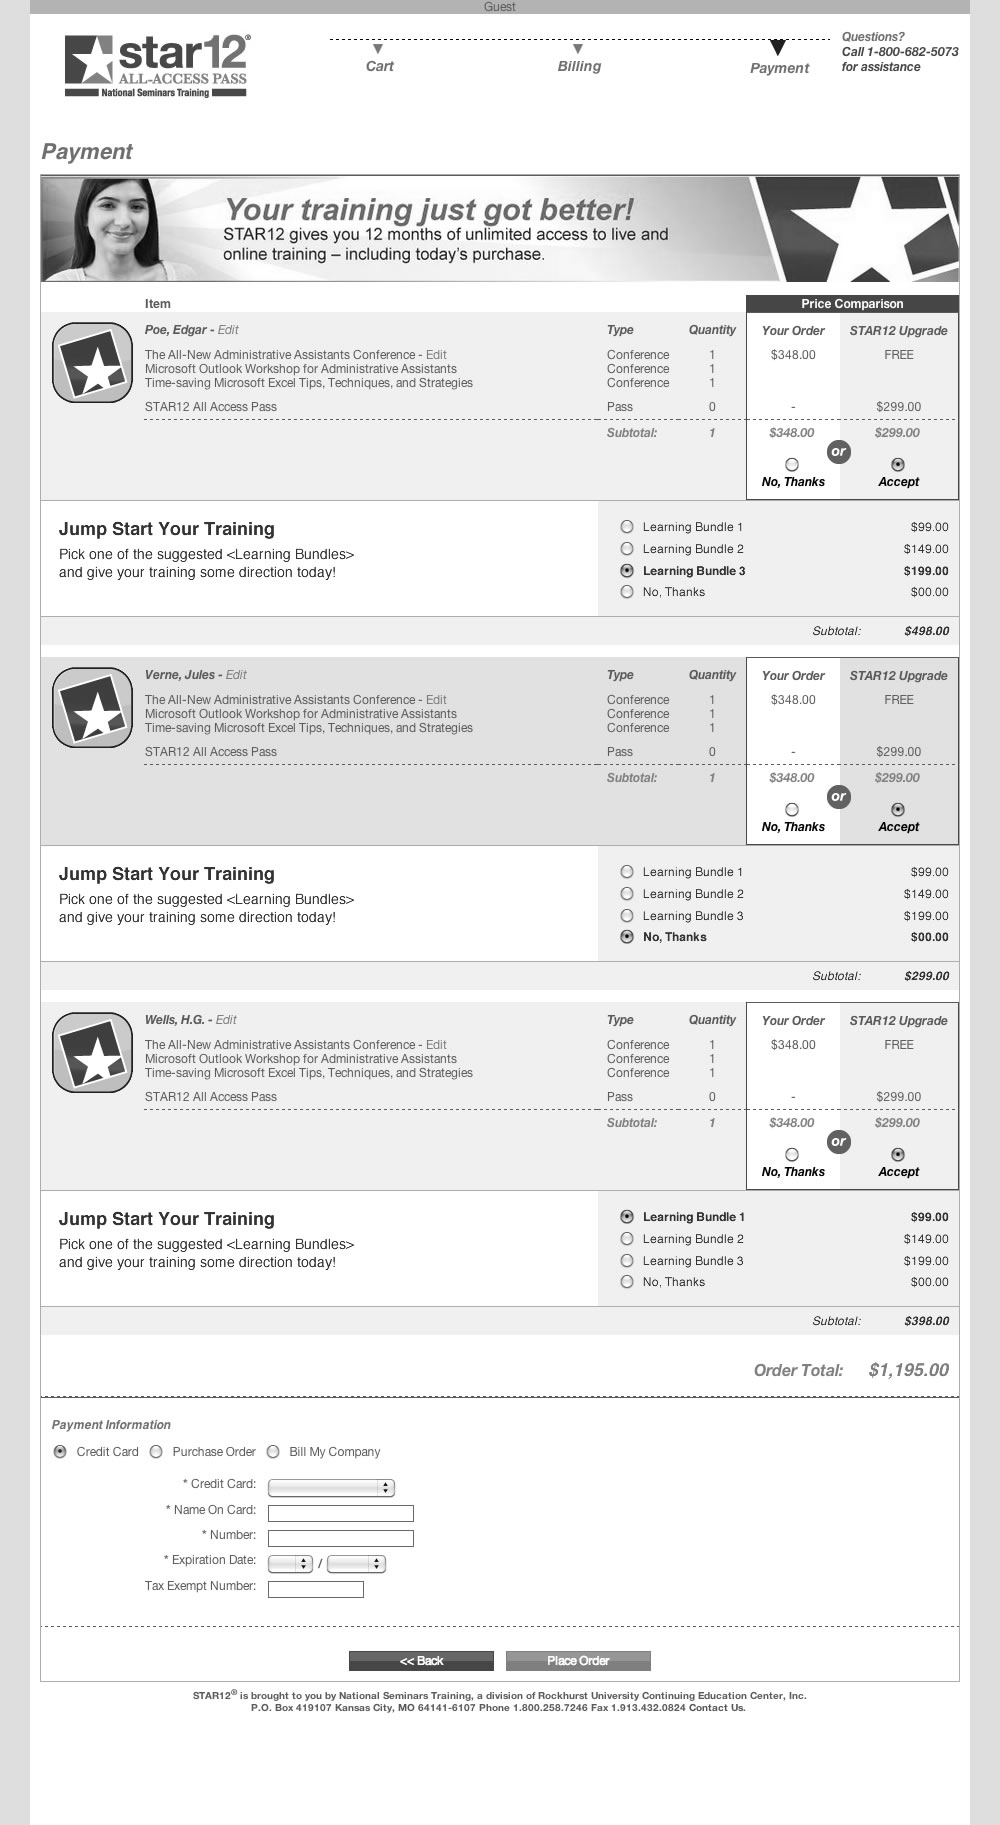 Guest
star12®
ALL-ACCESS PASS
National Seminars Training
Cart
Billing
Payment
Questions?
Call 1-800-682-5073
for assistance
Payment
Your training just got better!
STAR12 gives you 12 months of unlimited access to live and
online training – including today's purchase.
Item Price Comparison
Poe, Edgar - Edit Type Quantity Your Order STAR12 Upgrade
The All-New Administrative Assistants Conference - Edit Conference 1 $348.00 FREE
Microsoft Outlook Workshop for Administrative Assistants Conference 1
Time-saving Microsoft Excel Tips, Techniques, and Strategies Conference 1
STAR12 All Access Pass Pass 0 - $299.00
Subtotal: 1 $348.00 $299.00
or
No, Thanks Accept
Jump Start Your Training
Pick one of the suggested <Learning Bundles>
and give your training some direction today!
Learning Bundle 1 $99.00
Learning Bundle 2 $149.00
Learning Bundle 3 $199.00
No, Thanks $00.00
Subtotal: $498.00
Verne, Jules - Edit Type Quantity Your Order STAR12 Upgrade
The All-New Administrative Assistants Conference - Edit Conference 1 $348.00 FREE
Microsoft Outlook Workshop for Administrative Assistants Conference 1
Time-saving Microsoft Excel Tips, Techniques, and Strategies Conference 1
STAR12 All Access Pass Pass 0 - $299.00
Subtotal: 1 $348.00 $299.00
or
No, Thanks Accept
Jump Start Your Training
Pick one of the suggested <Learning Bundles>
and give your training some direction today!
Learning Bundle 1 $99.00
Learning Bundle 2 $149.00
Learning Bundle 3 $199.00
No, Thanks $00.00
Subtotal: $299.00
Wells, H.G. - Edit Type Quantity Your Order STAR12 Upgrade
The All-New Administrative Assistants Conference - Edit Conference 1 $348.00 FREE
Microsoft Outlook Workshop for Administrative Assistants Conference 1
Time-saving Microsoft Excel Tips, Techniques, and Strategies Conference 1
STAR12 All Access Pass Pass 0 - $299.00
Subtotal: 1 $348.00 $299.00
or
No, Thanks Accept
Jump Start Your Training
Pick one of the suggested <Learning Bundles>
and give your training some direction today!
Learning Bundle 1 $99.00
Learning Bundle 2 $149.00
Learning Bundle 3 $199.00
No, Thanks $00.00
Subtotal: $398.00
Order Total: $1,195.00
Payment Information
Credit Card Purchase Order Bill My Company
* Credit Card:
* Name On Card:
* Number:
* Expiration Date: /
Tax Exempt Number:
<< Back Place Order
STAR12® is brought to you by National Seminars Training, a division of Rockhurst University Continuing Education Center, Inc.
P.O. Box 419107 Kansas City, MO 64141-6107 Phone 1.800.258.7246 Fax 1.913.432.0824 Contact Us.